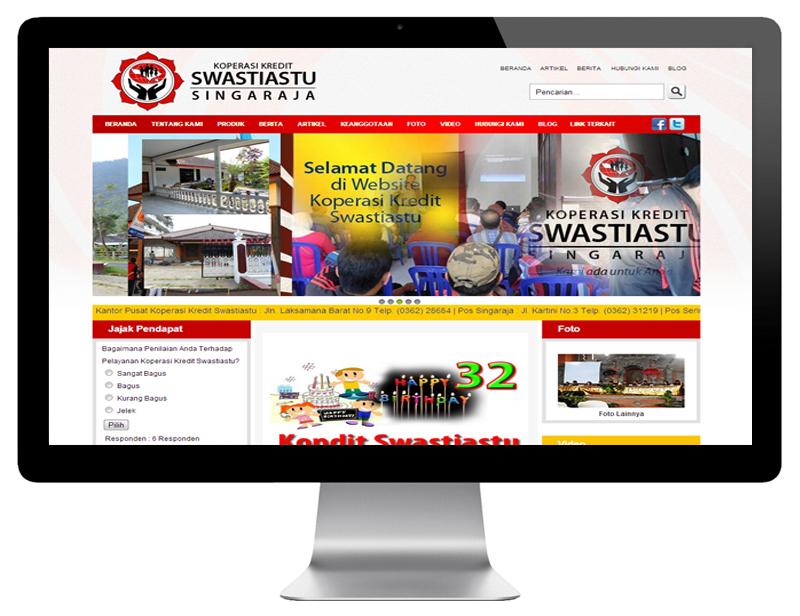 KOPERASI KREDIT
SWASTIASTU
SINGARAJA
BERANDA ARTIKEL BERITA HUBUNGI KAMI BLOG
Pencarian...
BERANDA TENTANG KAMI PRODUK BERITA ARTIKEL KEANGGOTAAN FOTO VIDEO HUBUNGI KAMI BLOG LINK TERKAIT
Selamat Datang
di Website
Koperasi Kredit
Swastiastu
KOPERASI KREDIT
SWASTIASTU
SINGARAJ
Kami ada untuk Anda
Kantor Pusat Koperasi Kredit Swastiastu : Jln. Laksamana Barat No 9 Telp. (0362) 28684 | Pos Singaraja : Jl. Kartini No.3 Telp. (0362) 31219 | Pos Seri
Jajak Pendapat
Bagaimana Penilaian Anda Terhadap
Pelayanan Koperasi Kredit Swastiastu?
Sangat Bagus
Bagus
Kurang Bagus
Jelek
Pilih
Responden : 6 Responden
HAPPY 32
BIRTHDAY
HAPPY
BIRTHDAY
Kopdit Swastiastu
Foto
Foto Lainnya
Video